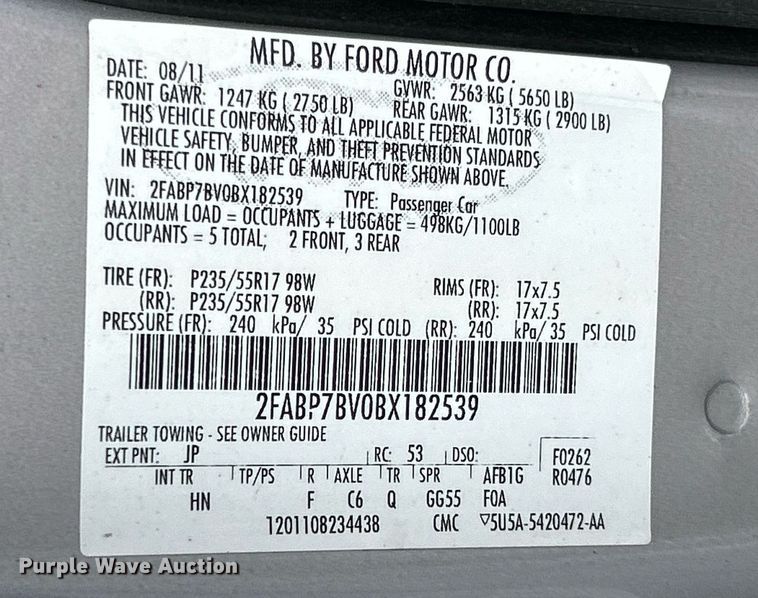 MFD. BY FORD MOTOR CO.
DATE: 08/11 GVWR: 2563 KG ( 5650 LB)
FRONT GAWR: 1247 KG ( 2750 LB) REAR GAWR: 1315 KG ( 2900 LB)
THIS VEHICLE CONFORMS TO ALL APPLICABLE FEDERAL MOTOR
VEHICLE SAFETY, BUMPER, AND THEFT PREVENTION STANDARDS
IN EFFECT ON THE DATE OF MANUFACTURE SHOWN ABOVE.
VIN: 2FABP7BV0BX182539 TYPE: Passenger Car
MAXIMUM LOAD = OCCUPANTS + LUGGAGE = 498KG/1100LB
OCCUPANTS = 5 TOTAL; 2 FRONT, 3 REAR
TIRE (FR): P235/55R17 98W RIMS (FR): 17x7.5
(RR): P235/55R17 98W (RR): 17x7.5
PRESSURE (FR): 240 kPa/ 35 PSI COLD (RR): 240 kPa/ 35 PSI COLD
2FABP7BV0BX182539
TRAILER TOWING - SEE OWNER GUIDE
EXT PNT: JP RC: 53 DSO: F0262
INT TR TP/PS R AXLE TR SPR AFB1G R0476
HN F C6 Q GG55 F0A
1201108234438 CMC ▽5U5A-5420472-AA
Purple Wave Auction